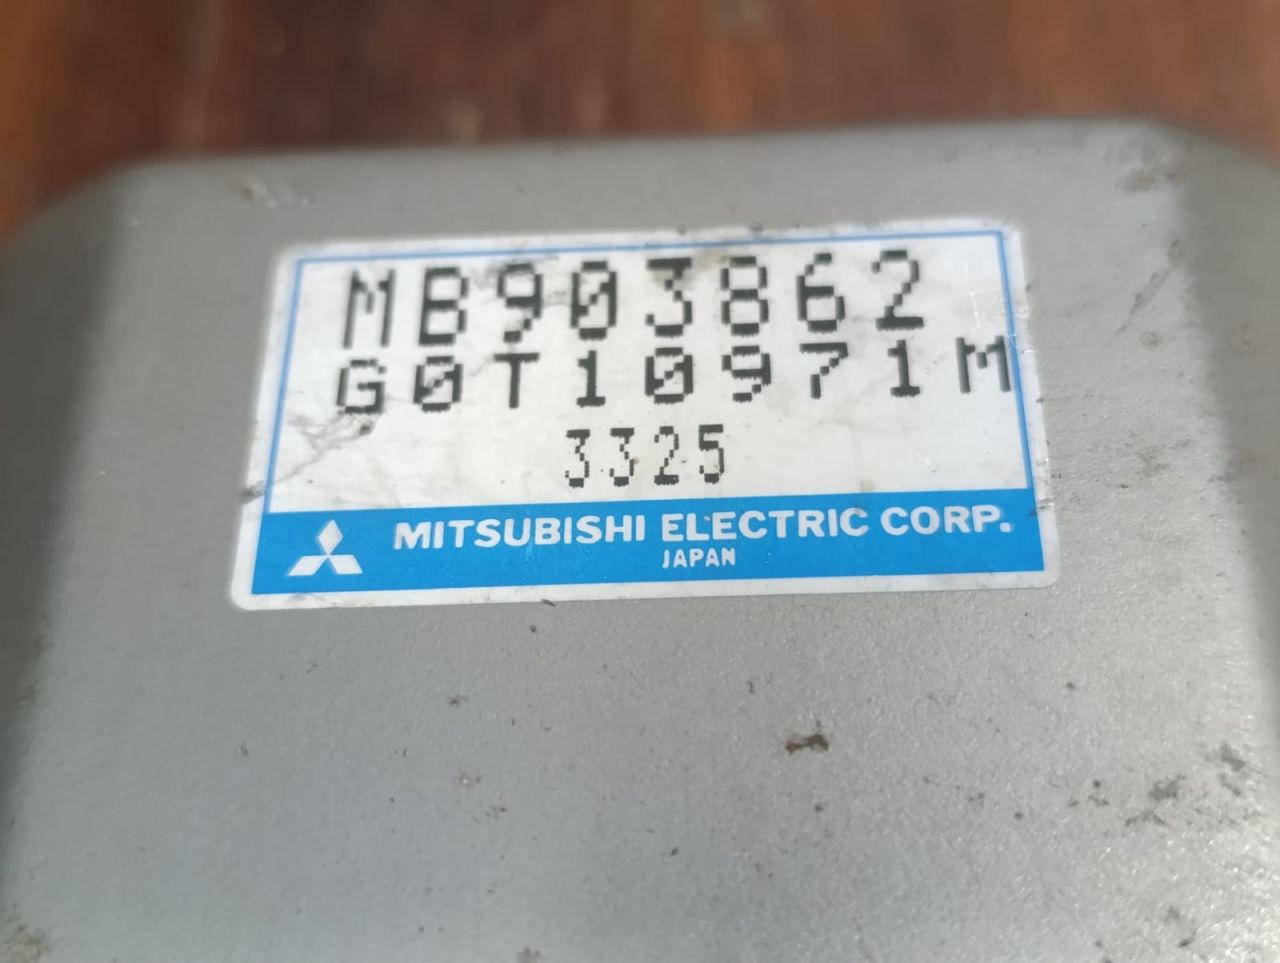 MB903862
G0T10971M
3325
MITSUBISHI ELECTRIC CORP.
JAPAN